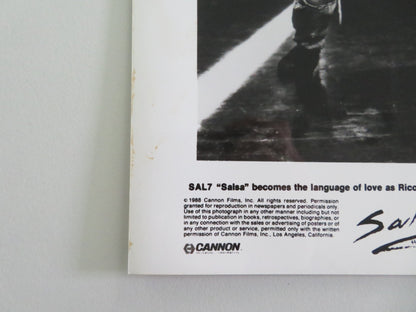 SAL7 "Salsa" becomes the language of love as Rico
© 1988 Cannon Films, Inc. All rights reserved. Permission
granted for reproduction in newspapers and periodicals only.
Use of this photograph in any other manner including but not
limited to publication in books, retrospectives, biographies, or
in any connection with the sales or advertising of posters or of
any other product or service, permitted only with the written
permission of Cannon Films, Inc., Los Angeles, California.
CANNON
Sal